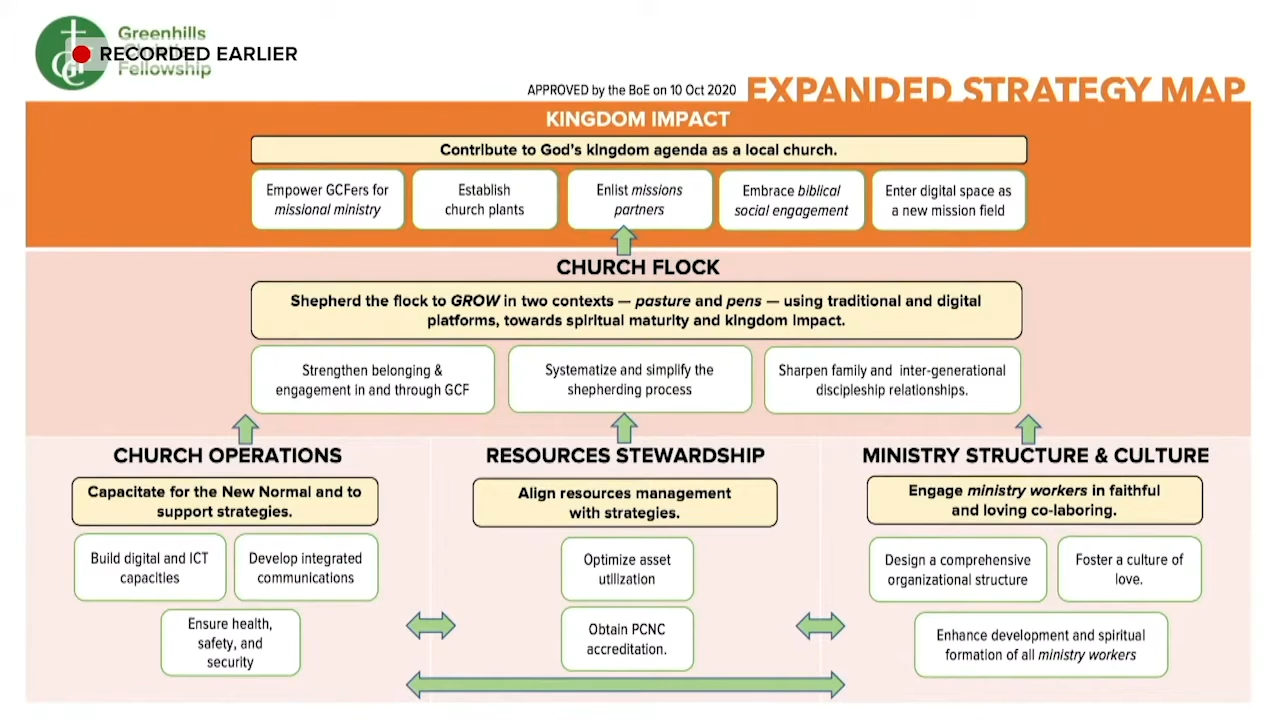 Greenhills
RECORDED EARLIER
Fellowship
APPROVED by the BoE on 10 Oct 2020 EXPANDED STRATEGY MAP
KINGDOM IMPACT
Contribute to God's kingdom agenda as a local church.
Empower GCFers for
missional ministry
Establish
church plants
Enlist missions
partners
Embrace biblical
social engagement
Enter digital space as
a new mission field
CHURCH FLOCK
Shepherd the flock to GROW in two contexts — pasture and pens — using traditional and digital
platforms, towards spiritual maturity and kingdom impact.
Strengthen belonging &
engagement in and through GCF
Systematize and simplify the
shepherding process
Sharpen family and inter-generational
discipleship relationships.
CHURCH OPERATIONS
Capacitate for the New Normal and to
support strategies.
Build digital and ICT
capacities
Develop integrated
communications
Ensure health,
safety, and
security
RESOURCES STEWARDSHIP
Align resources management
with strategies.
Optimize asset
utilization
Obtain PCNC
accreditation.
MINISTRY STRUCTURE & CULTURE
Engage ministry workers in faithful
and loving co-laboring.
Design a comprehensive
organizational structure
Foster a culture of
love.
Enhance development and spiritual
formation of all ministry workers